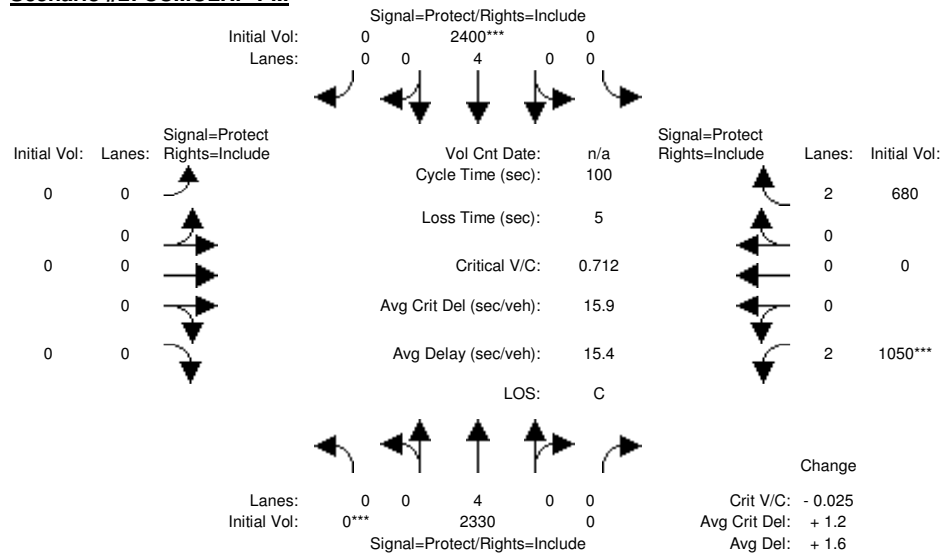 Signal=Protect/Rights=Include
Initial Vol: 0 2400*** 0
Lanes: 0 0 4 0 0
Signal=Protect
Initial Vol: Lanes: Rights=Include
Vol Cnt Date: n/a
Signal=Protect
Rights=Include Lanes: Initial Vol:
Cycle Time (sec): 100
0 0
2 680
Loss Time (sec): 5
0
0
0 0
Critical V/C: 0.712
0 0
0
Avg Crit Del (sec/veh): 15.9
0
0 0
Avg Delay (sec/veh): 15.4
2 1050***
LOS: C
Lanes: 0 0 4 0 0
Initial Vol: 0*** 2330 0
Signal=Protect/Rights=Include
Change
Crit V/C: - 0.025
Avg Crit Del: + 1.2
Avg Del: + 1.6